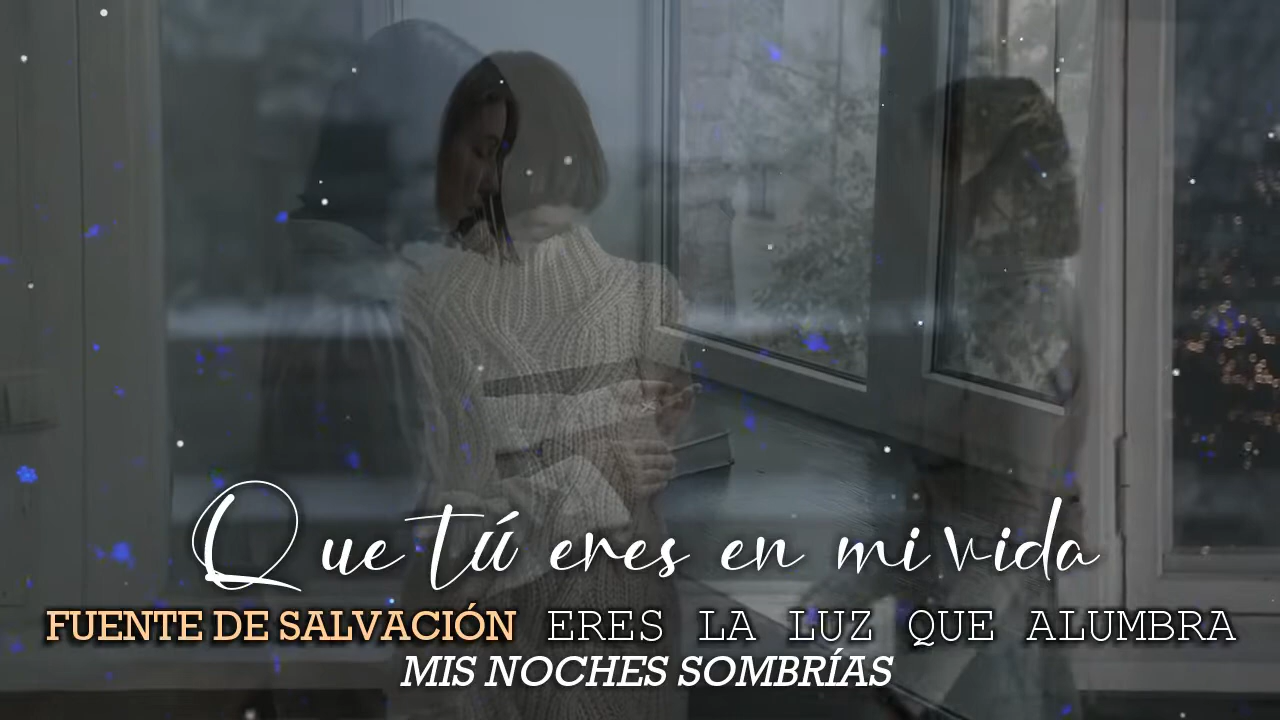 Que tú eres en mi vida
FUENTE DE SALVACIÓN ERES LA LUZ QUE ALUMBRA
MIS NOCHES SOMBRÍAS